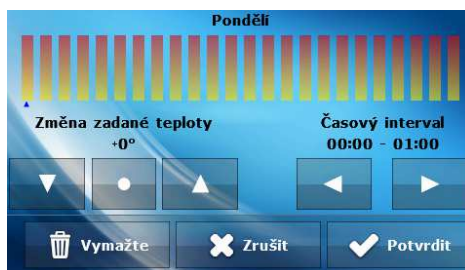 Pondělí
Změna zadané teploty
+0°
Časový interval
00:00 - 01:00
Vymažte
Zrušit
Potvrdit